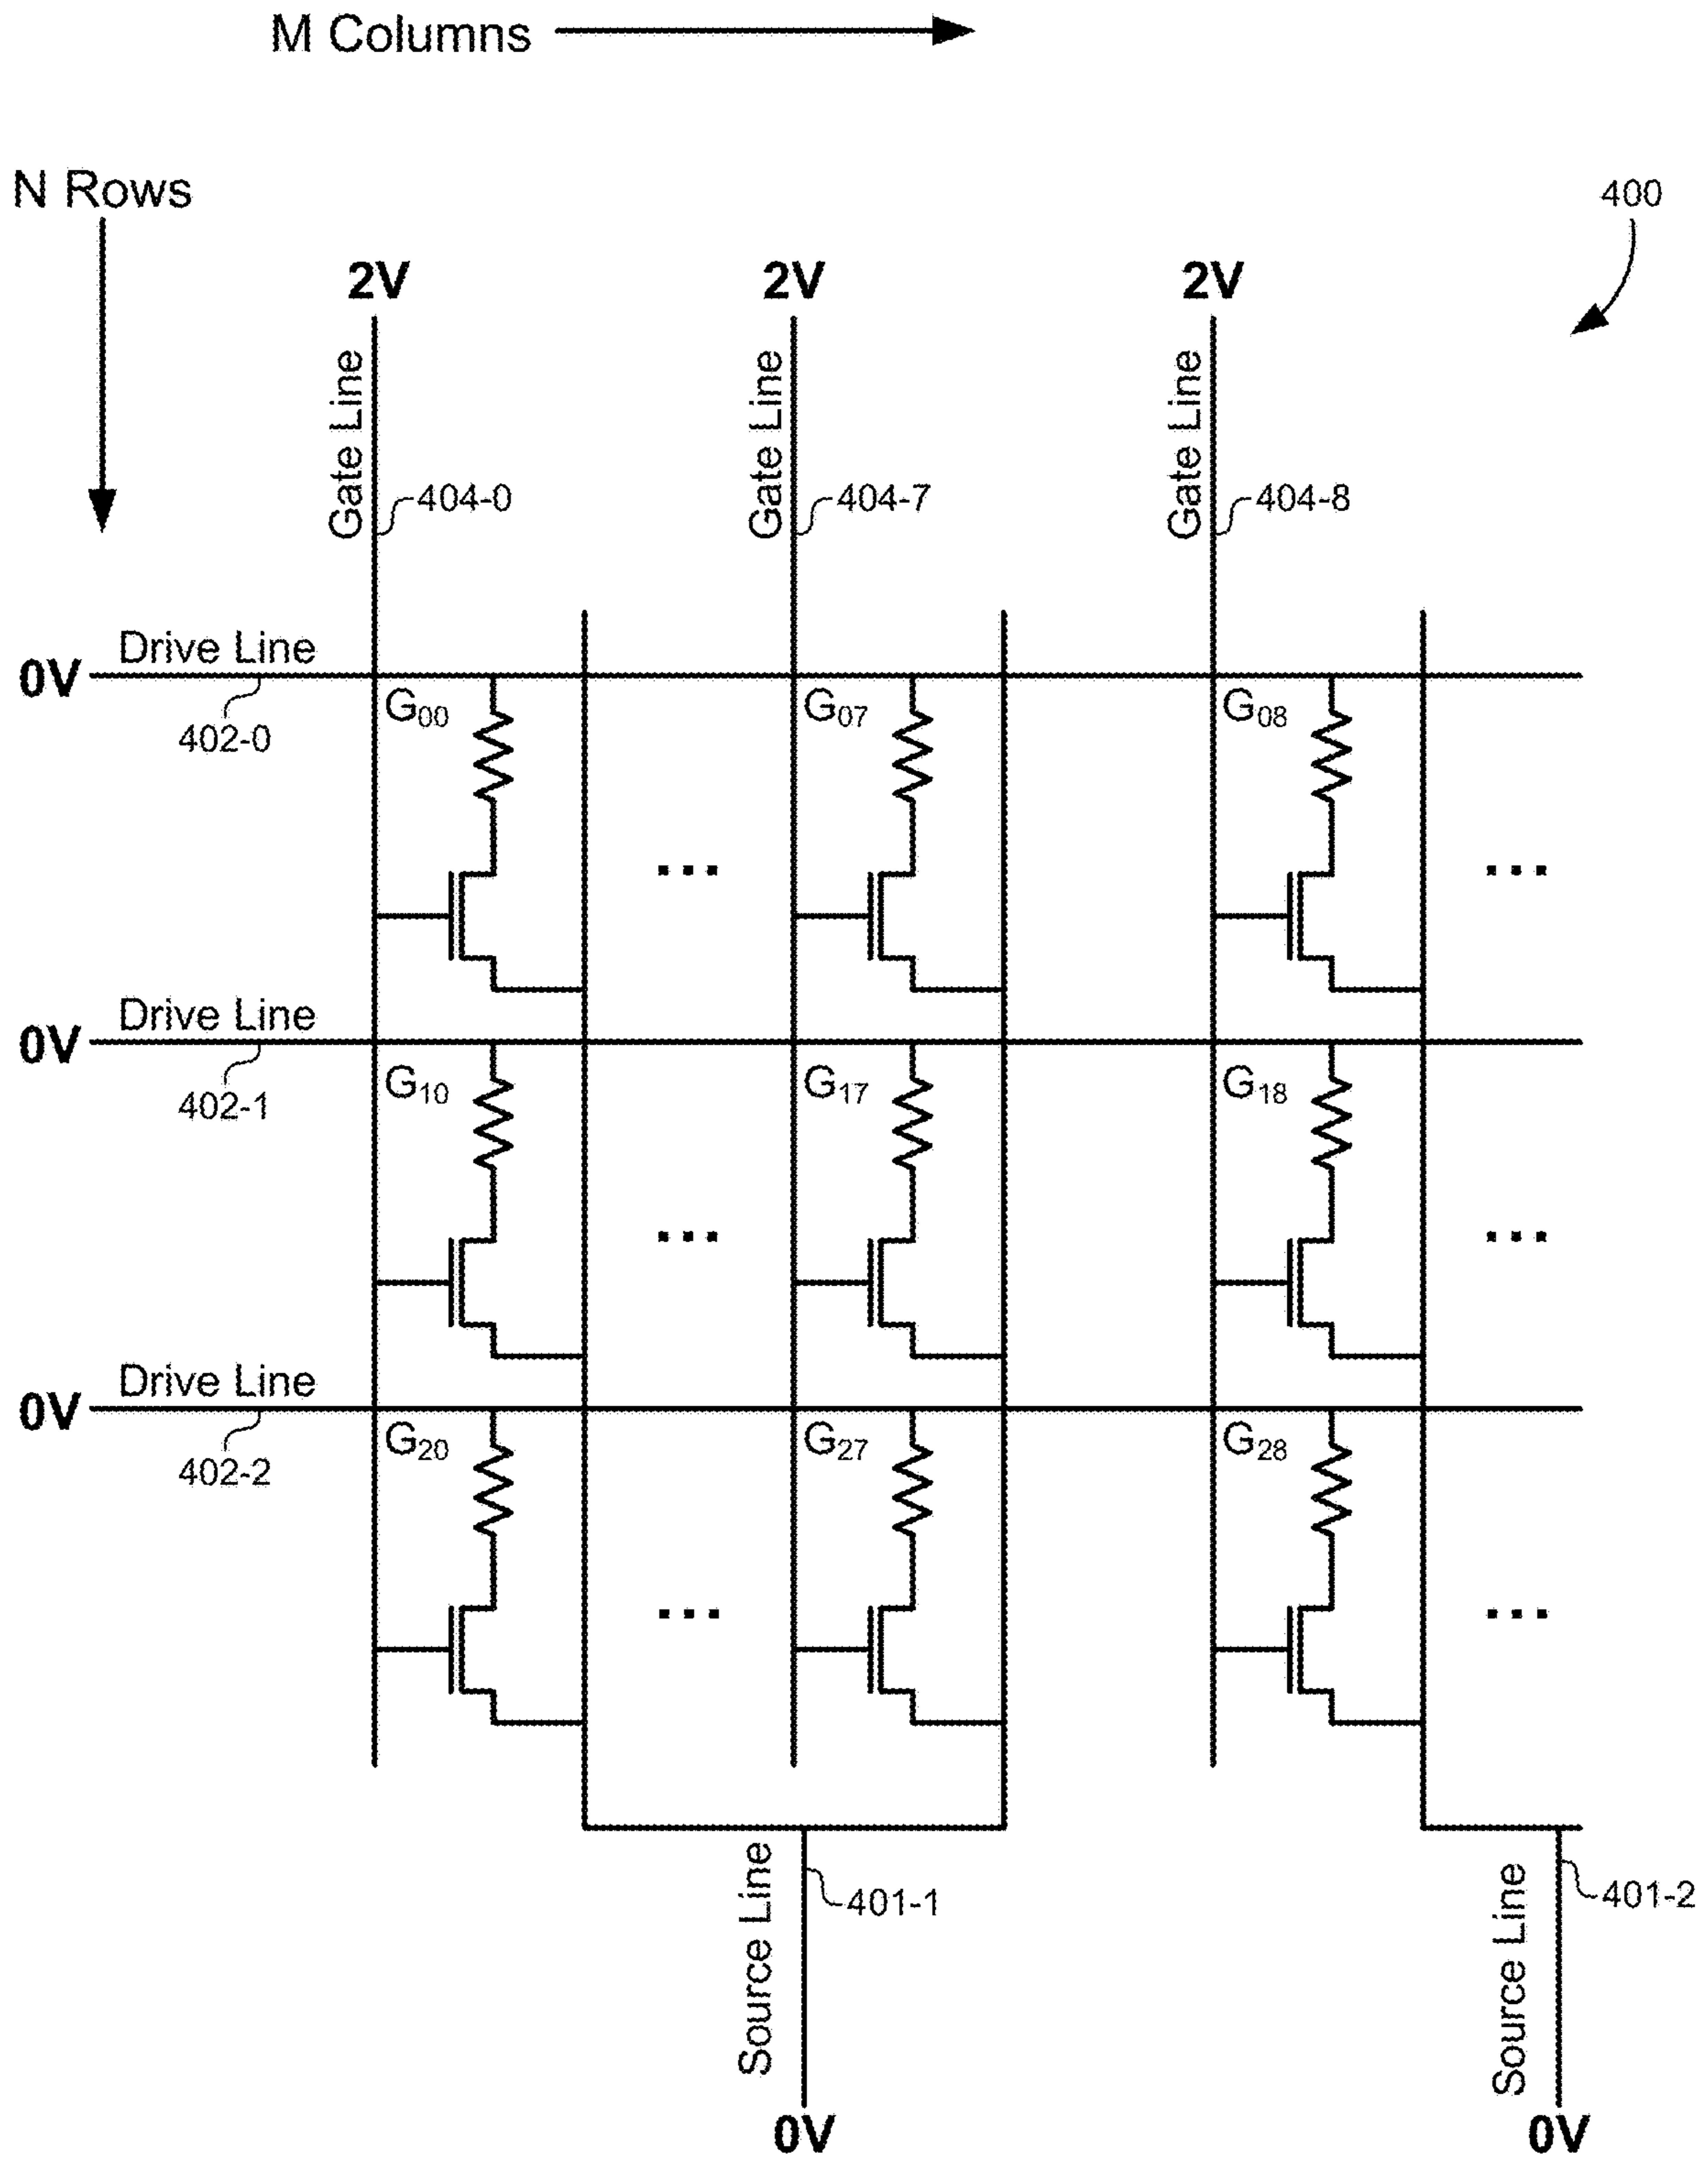 M Columns
N Rows
400
2V 2V 2V
Gate Line Gate Line Gate Line
404-0 404-7 404-8
Drive Line
0V
402-0
G00 G07 G08
... ...
Drive Line
0V
402-1
G10 G17 G18
... ...
Drive Line
0V
402-2
G20 G27 G28
... ...
Source Line Source Line
401-1 401-2
0V 0V